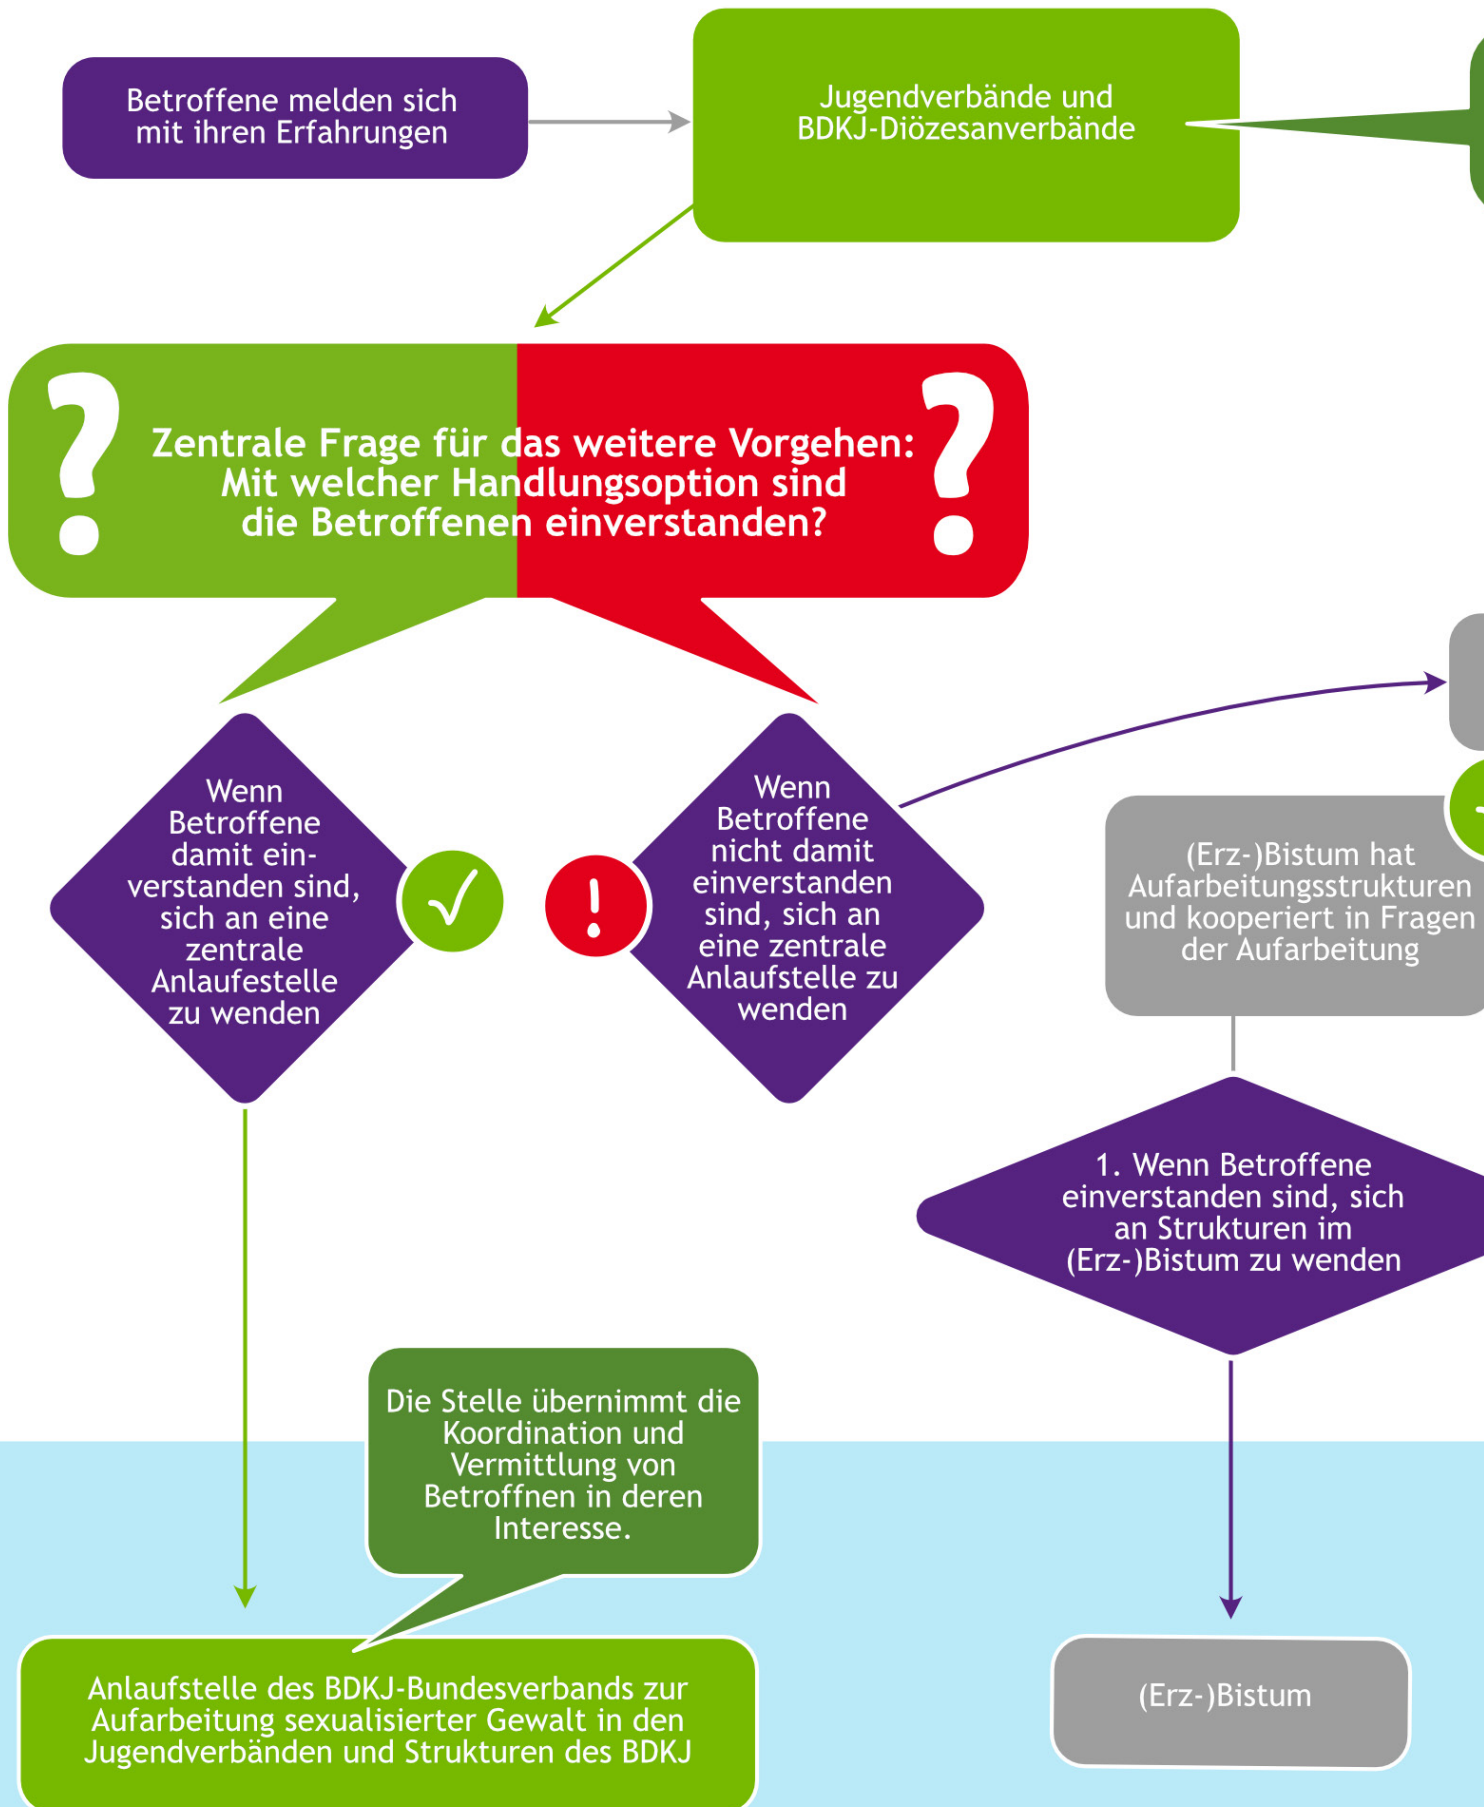 Betroffene melden sich
mit ihren Erfahrungen
Jugendverbände und
BDKJ-Diözesanverbände
?
Zentrale Frage für das weitere Vorgehen:
Mit welcher Handlungsoption sind
die Betroffenen einverstanden?
?
Wenn
Betroffene
damit ein-
verstanden sind,
sich an eine
zentrale
Anlaufestelle
zu wenden
!
Wenn
Betroffene
nicht damit
einverstanden
sind, sich an
eine zentrale
Anlaufstelle zu
wenden
(Erz-)Bistum hat
Aufarbeitungsstrukturen
und kooperiert in Fragen
der Aufarbeitung
1. Wenn Betroffene
einverstanden sind, sich
an Strukturen im
(Erz-)Bistum zu wenden
Die Stelle übernimmt die
Koordination und
Vermittlung von
Betroffnen in deren
Interesse.
Anlaufstelle des BDKJ-Bundesverbands zur
Aufarbeitung sexualisierter Gewalt in den
Jugendverbänden und Strukturen des BDKJ
(Erz-)Bistum